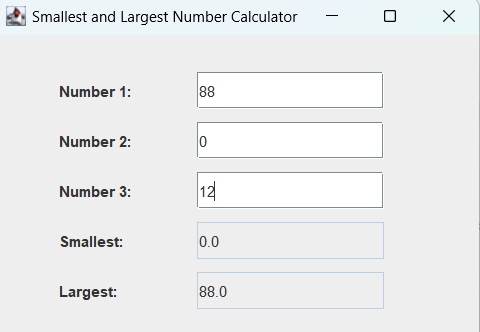 Smallest and Largest Number Calculator
Number 1: 88
Number 2: 0
Number 3: 12
Smallest: 0.0
Largest: 88.0